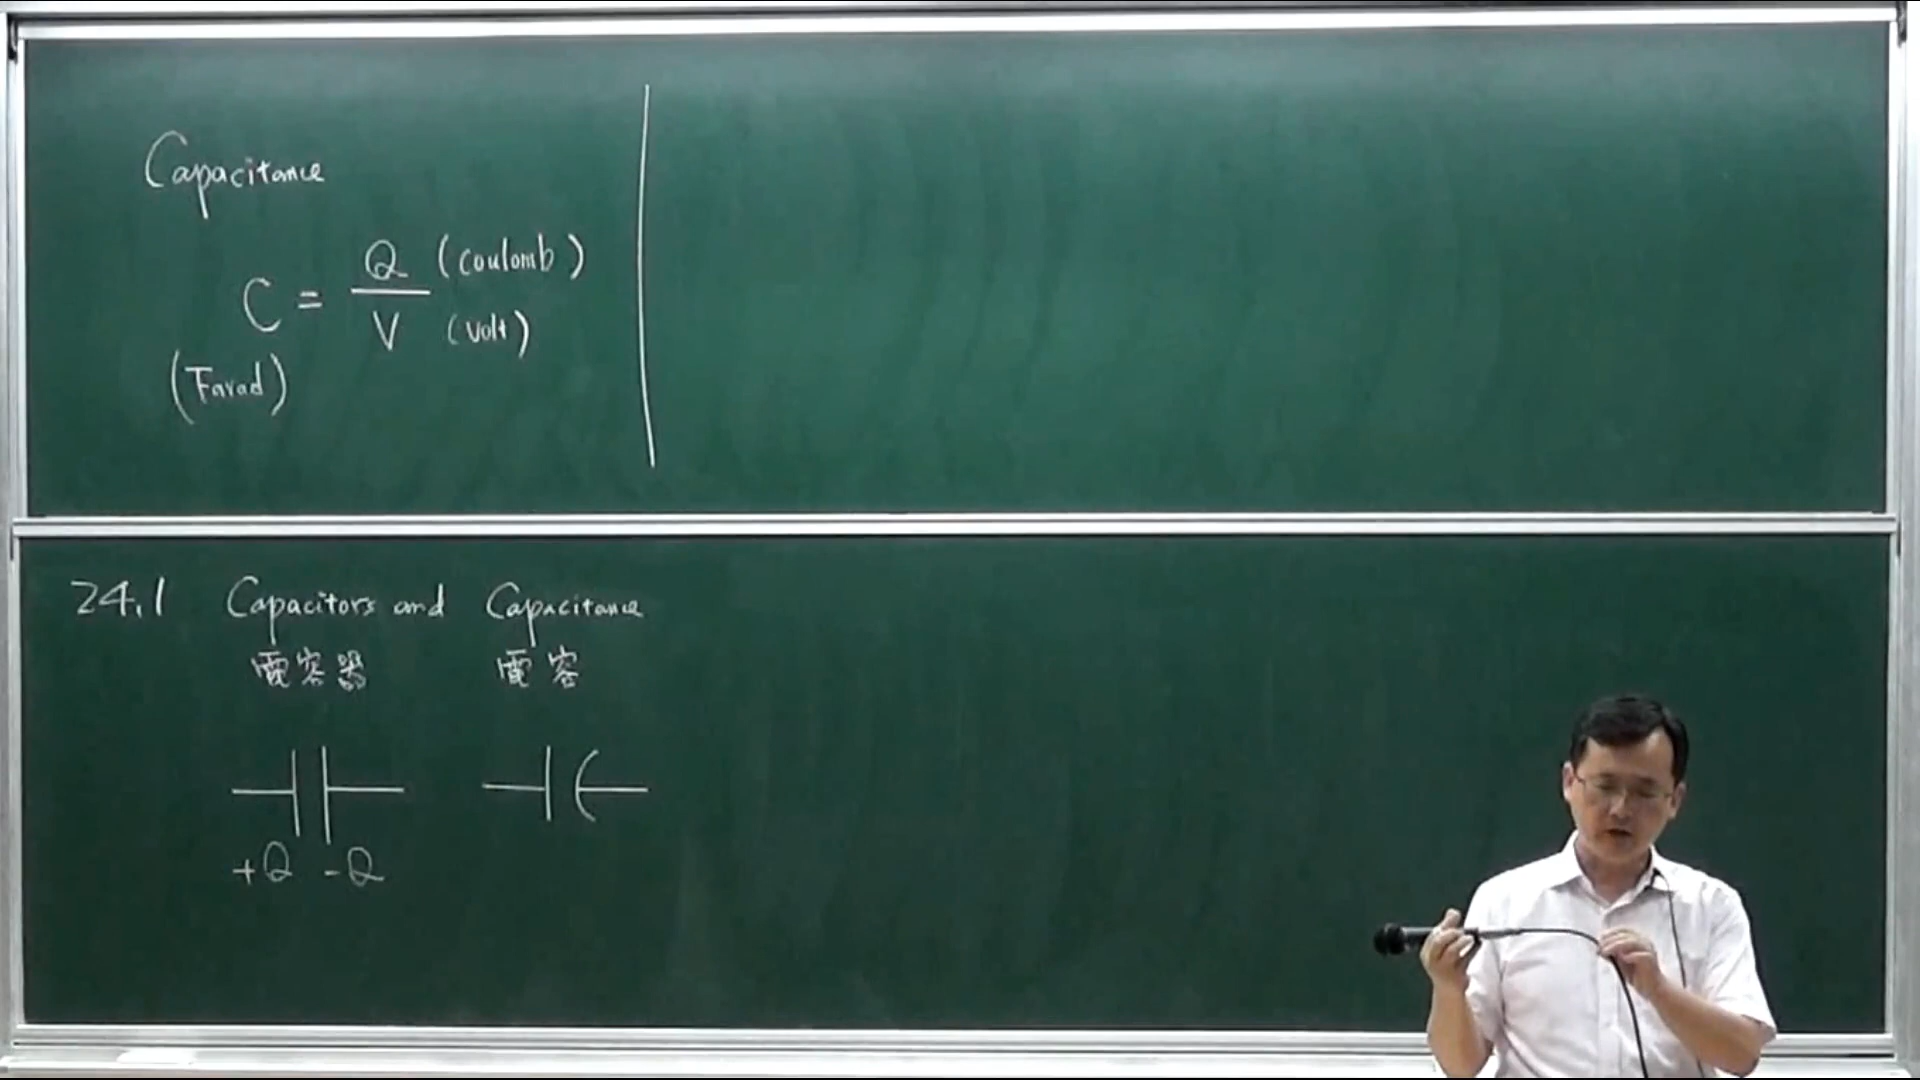 Capacitance
C = Q (coulomb) / V (volt)
(Farad)
24.1 Capacitors and Capacitance
電容器 電容
+Q -Q